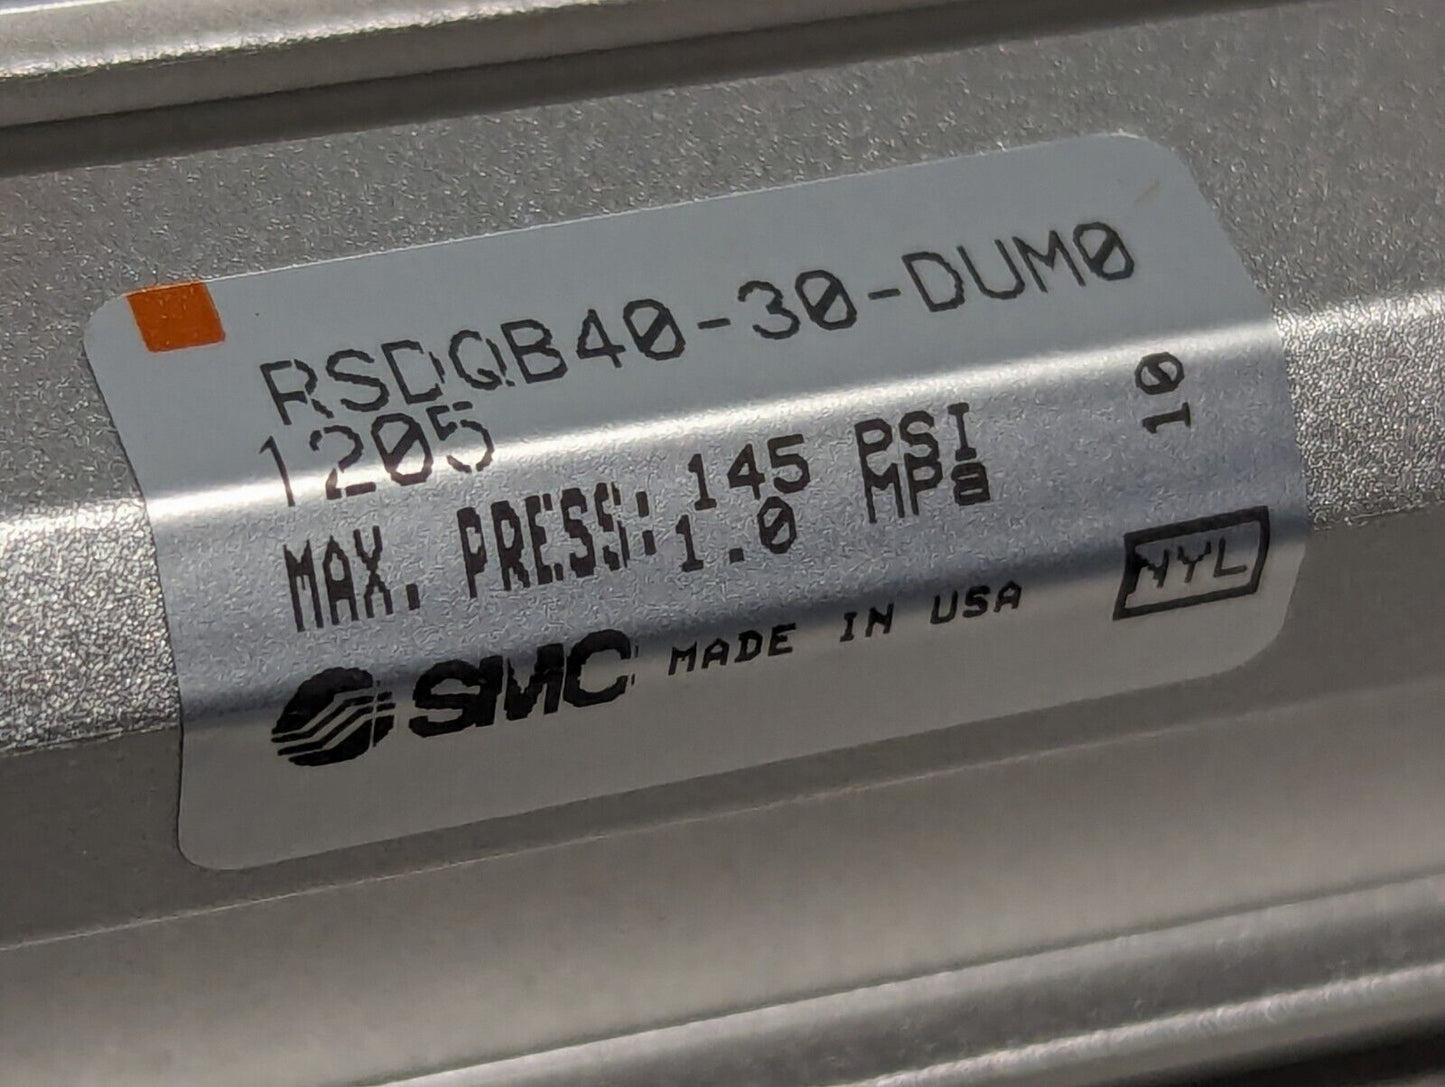 RSDQB40-30-DUM0
1205
MAX. PRESS: 145 PSI
1.0 MPa
10
SMC MADE IN USA
NYL